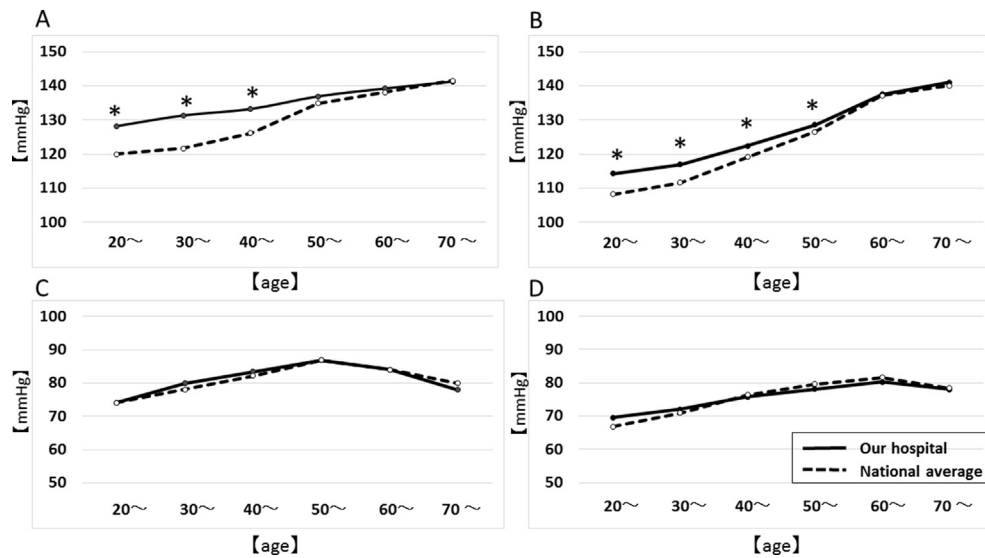 A
150
140
130
120
110
100
【mmHg】
*
*
*
20～ 30～ 40～ 50～ 60～ 70～
【age】
B
150
140
130
120
110
100
【mmHg】
*
*
*
*
20～ 30～ 40～ 50～ 60～ 70～
【age】
C
100
90
80
70
60
50
【mmHg】
20～ 30～ 40～ 50～ 60～ 70～
【age】
D
100
90
80
70
60
50
【mmHg】
Our hospital
National average
20～ 30～ 40～ 50～ 60～ 70～
【age】